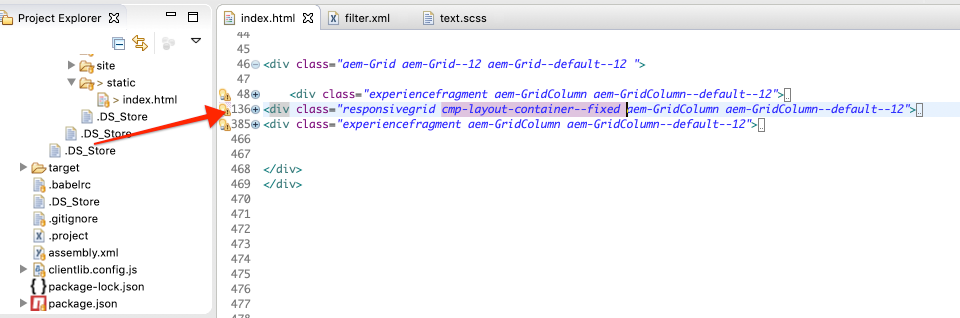 Project Explorer
site
> static
> index.html
.DS_Store
.DS_Store
.DS_Store
target
.babelrc
.DS_Store
.gitignore
.project
assembly.xml
clientlib.config.js
package-lock.json
package.json
index.html
filter.xml
text.scss
44
45
46 <div class="aem-Grid aem-Grid--12 aem-Grid--default--12 ">
47
48 <div class="experiencefragment aem-GridColumn aem-GridColumn--default--12">
136 <div class="responsivegrid cmp-layout-container--fixed aem-GridColumn aem-GridColumn--default--12">
385 <div class="experiencefragment aem-GridColumn aem-GridColumn--default--12">
466
467
468 </div>
469 </div>
470
471
472
473
474
475
476
477